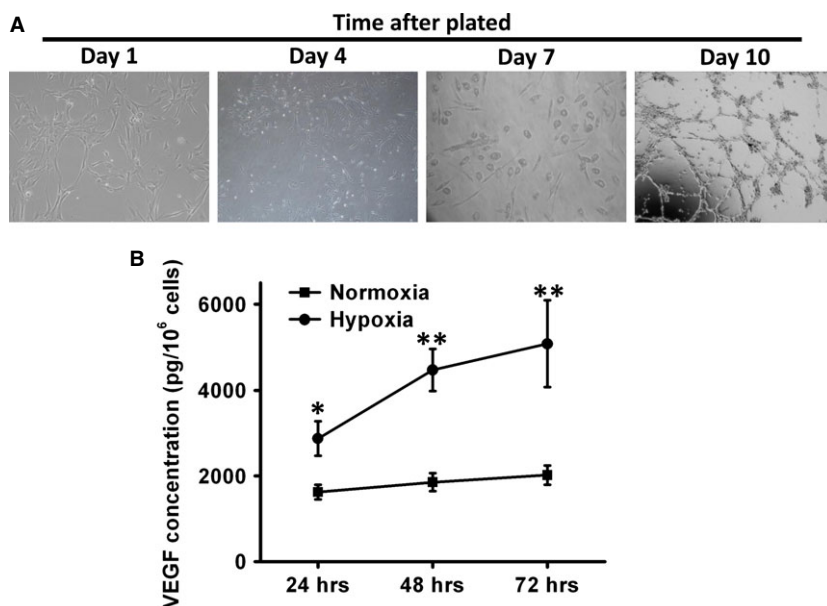 A
Time after plated
Day 1 Day 4 Day 7 Day 10
B
VEGF concentration (pg/10⁶ cells)
6000
4000
2000
0
Normoxia
Hypoxia
*
**
**
24 hrs 48 hrs 72 hrs